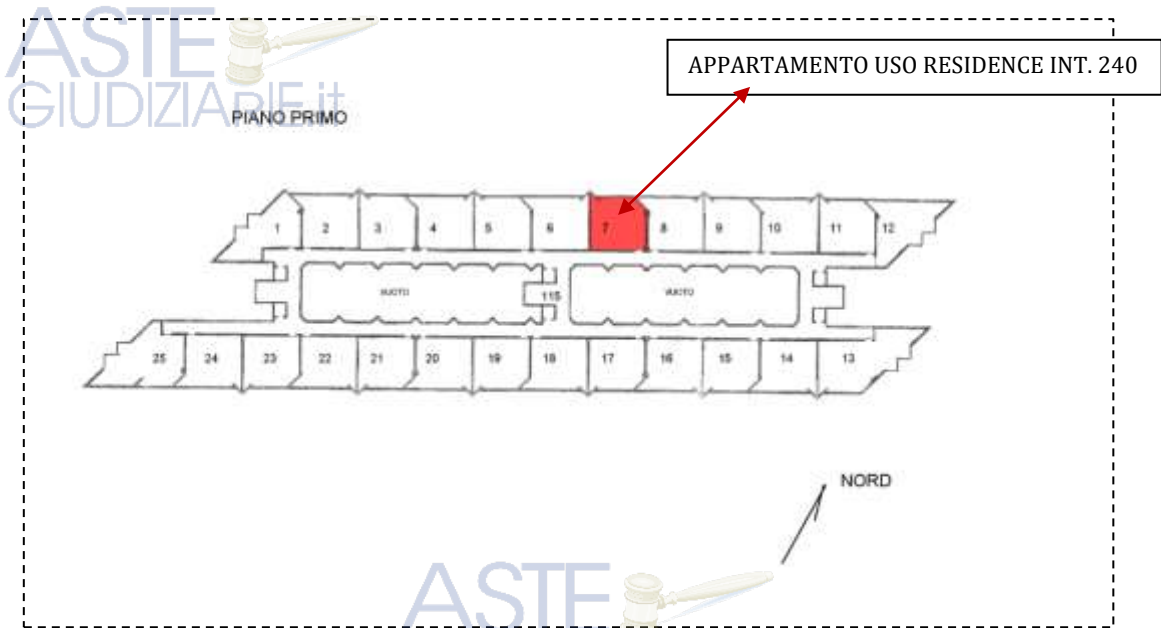 ASTE
GIUDIZIARIE.it
APPARTAMENTO USO RESIDENCE INT. 240
PIANO PRIMO
1 2 3 4 5 6 7 8 9 10 11 12
VUOTO 115 VUOTO
25 24 23 22 21 20 19 18 17 16 15 14 13
NORD
ASTE